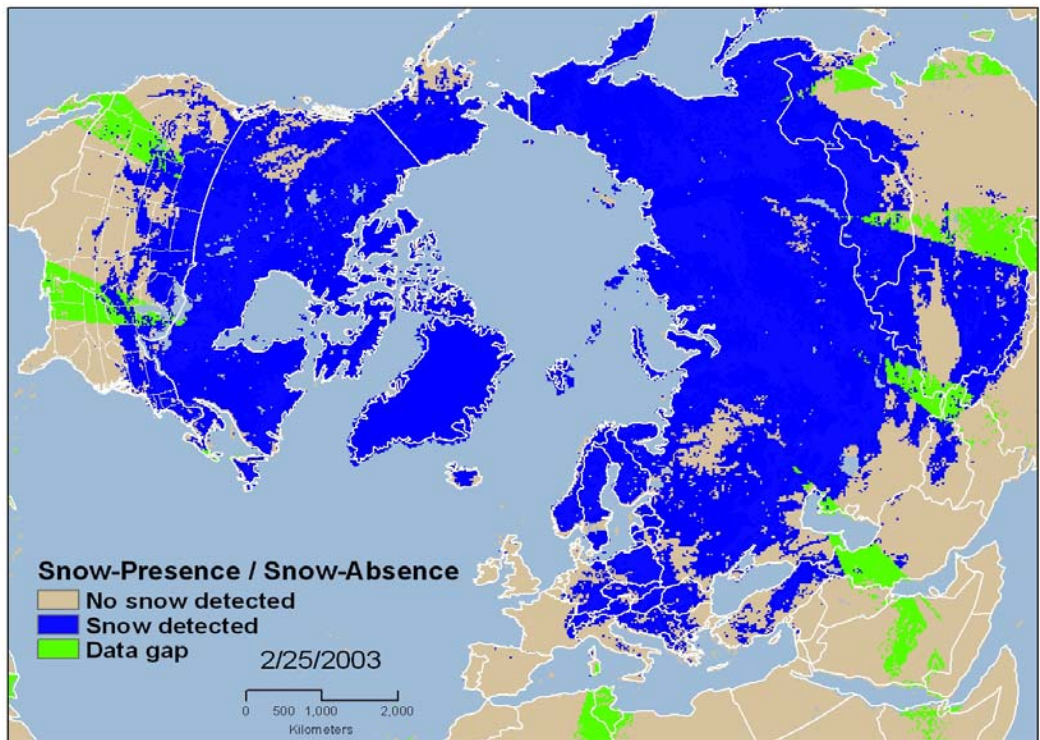 Snow-Presence / Snow-Absence
No snow detected
Snow detected
Data gap
2/25/2003
0 500 1,000 2,000
Kilometers